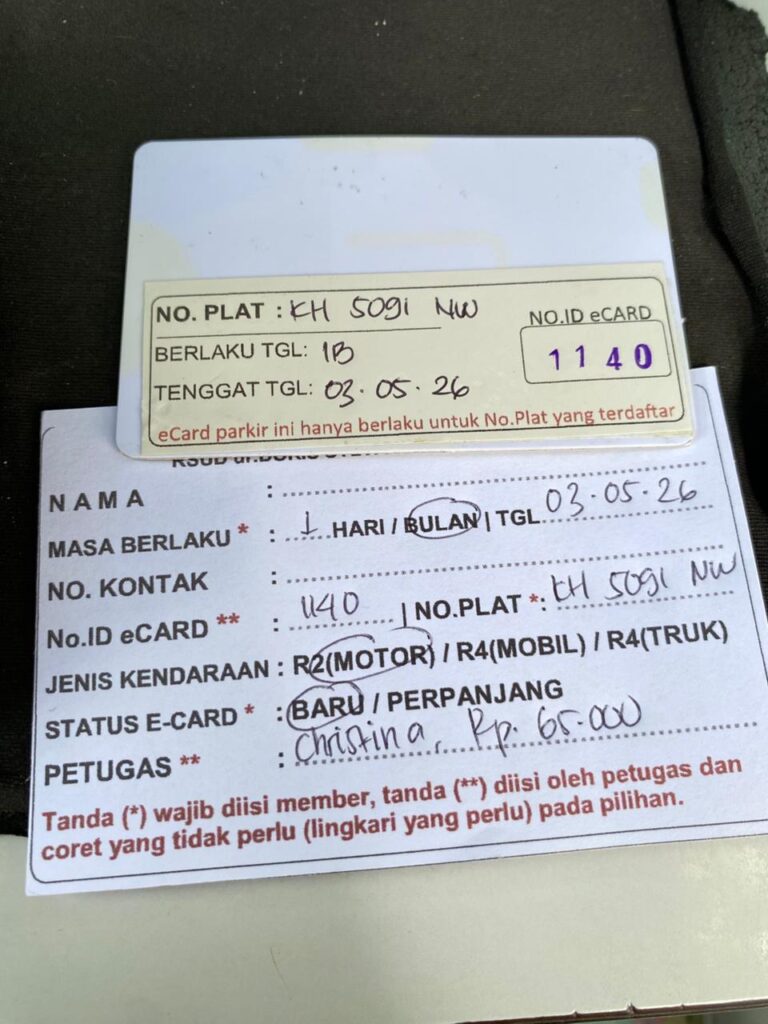 NO. PLAT : KH 5091 NW
NO.ID eCARD
BERLAKU TGL: 1B
1140
TENGGAT TGL: 03.05.26
eCard parkir ini hanya berlaku untuk No.Plat yang terdaftar
RSUD dr.DORIS
NAMA :
MASA BERLAKU * : 1 HARI / BULAN | TGL 03.05.26
NO. KONTAK :
No.ID eCARD ** : 1140 | NO.PLAT *: KH 5091 NW
JENIS KENDARAAN : R2(MOTOR) / R4(MOBIL) / R4(TRUK)
STATUS E-CARD * : BARU / PERPANJANG
PETUGAS ** : Christina, Rp. 65.000
Tanda (*) wajib diisi member, tanda (**) diisi oleh petugas dan
coret yang tidak perlu (lingkari yang perlu) pada pilihan.